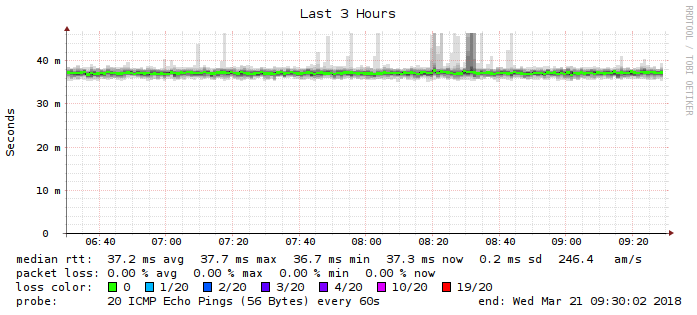 Last 3 Hours
RRDTOOL / TOBI OETIKER
Seconds
40 m
30 m
20 m
10 m
0
06:40 07:00 07:20 07:40 08:00 08:20 08:40 09:00 09:20
median rtt: 37.2 ms avg 37.7 ms max 36.7 ms min 37.3 ms now 0.2 ms sd 246.4 am/s
packet loss: 0.00 % avg 0.00 % max 0.00 % min 0.00 % now
loss color: 0 1/20 2/20 3/20 4/20 10/20 19/20
probe: 20 ICMP Echo Pings (56 Bytes) every 60s end: Wed Mar 21 09:30:02 2018